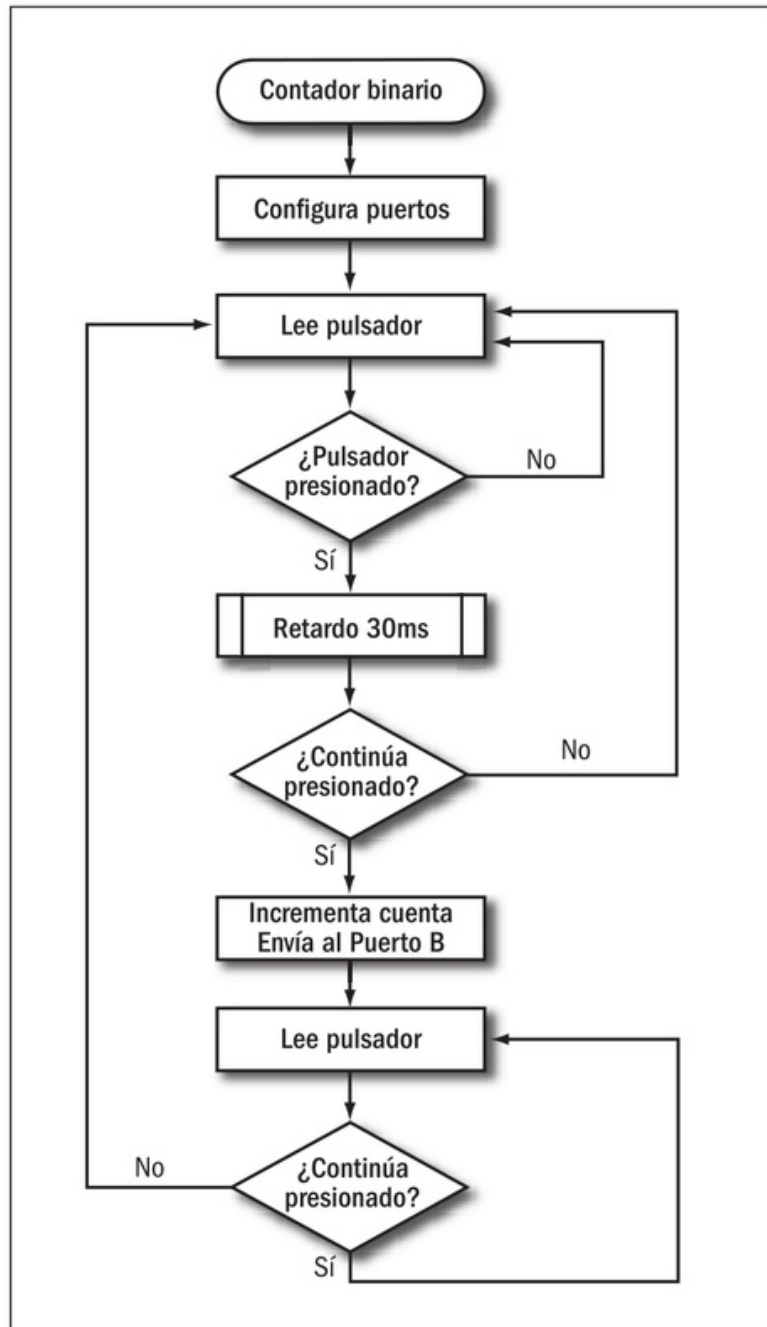 Contador binario
Configura puertos
Lee pulsador
¿Pulsador
presionado?
No
Sí
Retardo 30ms
¿Continúa
presionado?
No
Sí
Incrementa cuenta
Envía al Puerto B
Lee pulsador
¿Continúa
presionado?
No
Sí